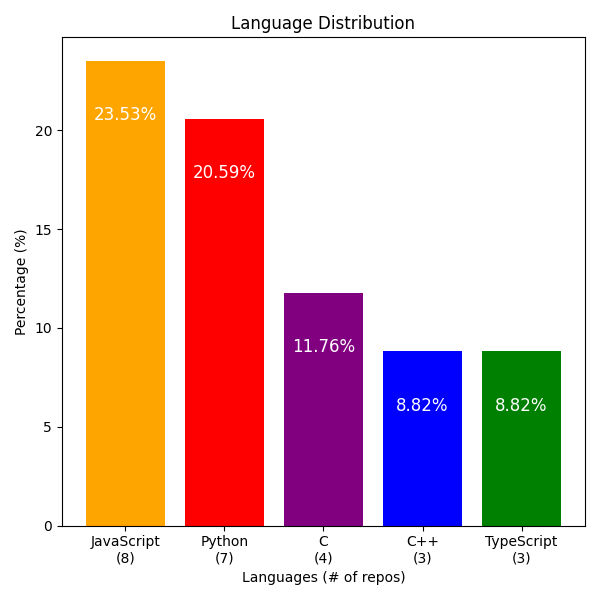 Language Distribution
Percentage (%)
20
15
10
5
0
23.53%
20.59%
11.76%
8.82%
8.82%
JavaScript
(8)
Python
(7)
C
(4)
C++
(3)
TypeScript
(3)
Languages (# of repos)